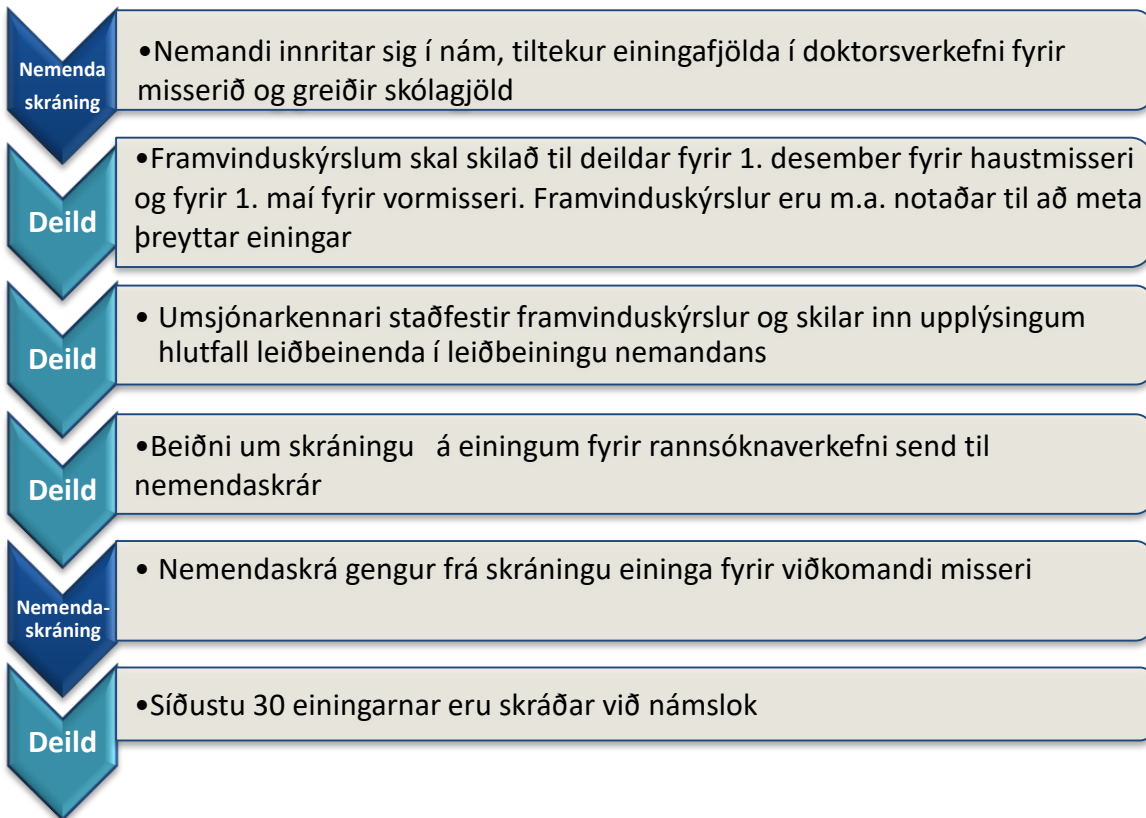 Nemenda
skráning
•Nemandi innritar sig í nám, tiltekur einingafjölda í doktorsverkefni fyrir
misserið og greiðir skólagjöld
Deild
•Framvinduskýrslum skal skilað til deildar fyrir 1. desember fyrir haustmisseri
og fyrir 1. maí fyrir vormisseri. Framvinduskýrslur eru m.a. notaðar til að meta
þreyttar einingar
Deild
• Umsjónarkennari staðfestir framvinduskýrslur og skilar inn upplýsingum
hlutfall leiðbeinenda í leiðbeiningu nemandans
Deild
•Beiðni um skráningu á einingum fyrir rannsóknaverkefni send til
nemendaskrár
Nemenda-
skráning
• Nemendaskrá gengur frá skráningu eininga fyrir viðkomandi misseri
Deild
•Síðustu 30 einingarnar eru skráðar við námslok